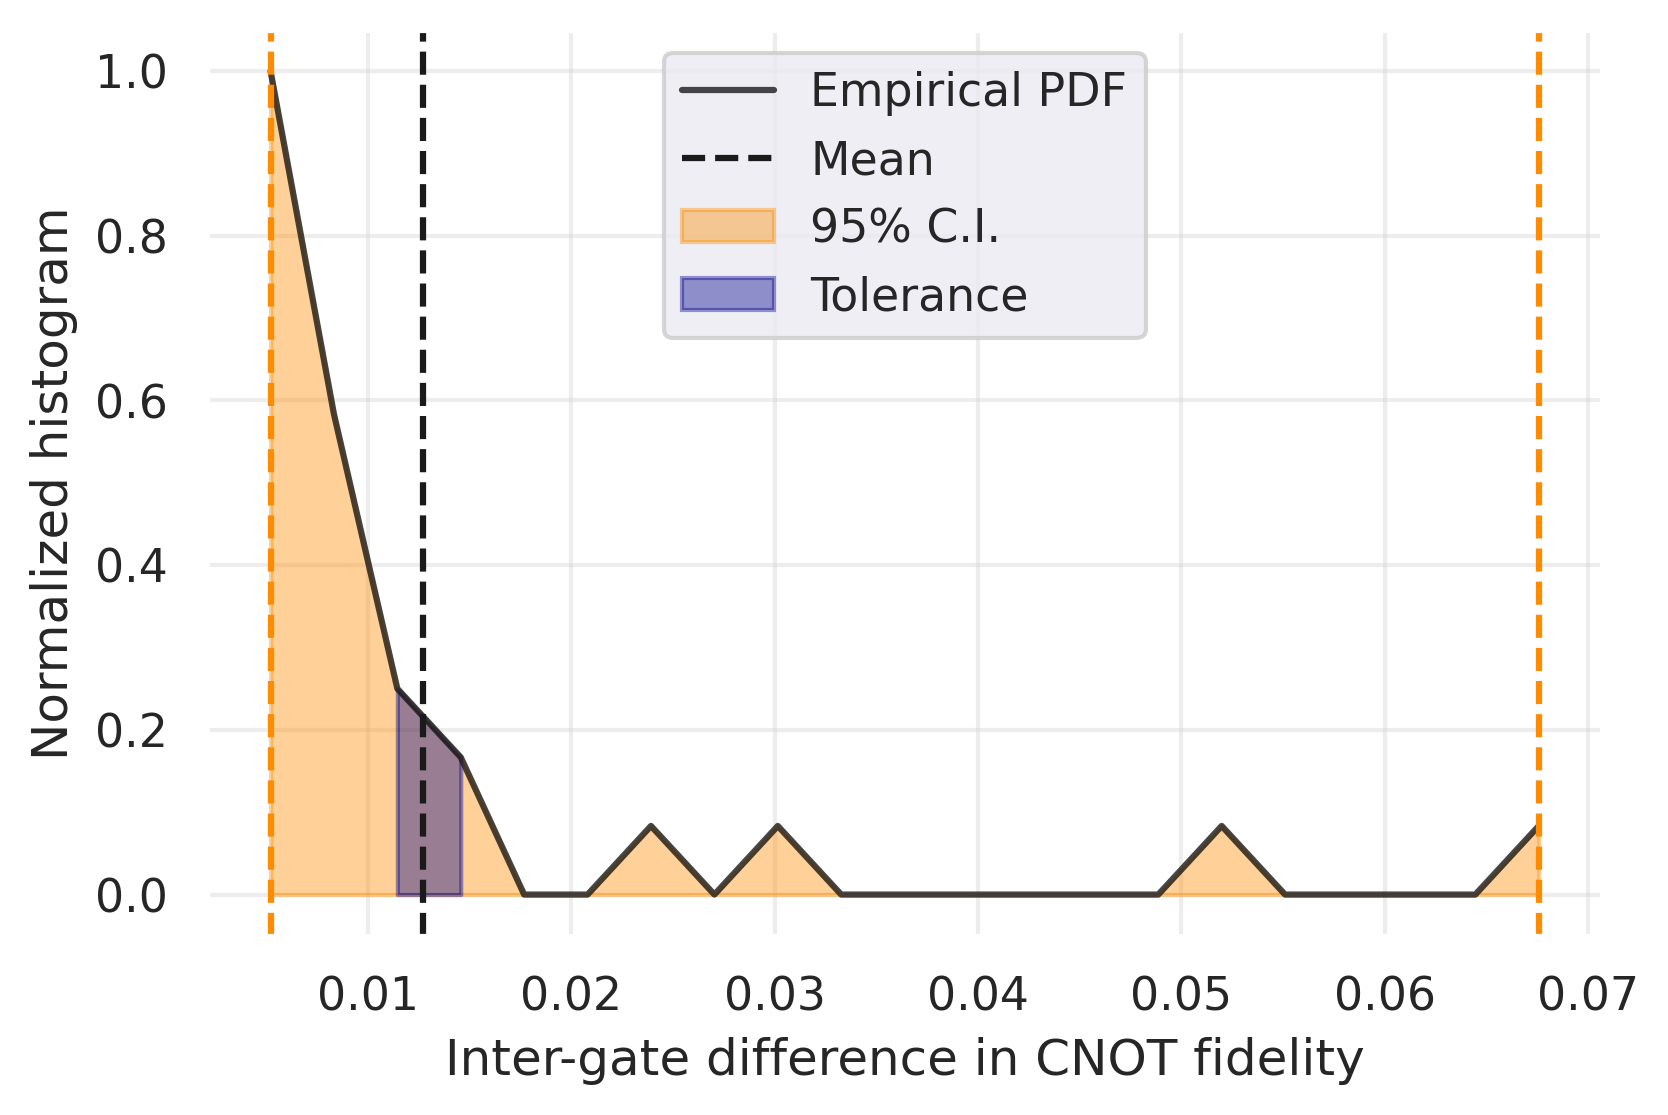 Normalized histogram
1.0
0.8
0.6
0.4
0.2
0.0
Empirical PDF
Mean
95% C.I.
Tolerance
0.01 0.02 0.03 0.04 0.05 0.06 0.07
Inter-gate difference in CNOT fidelity